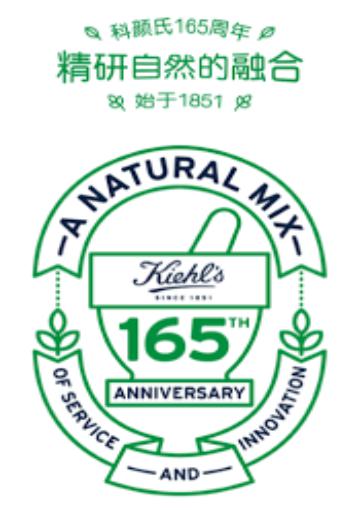 科颜氏165周年
精研自然的融合
始于1851
A NATURAL MIX
Kiehl's
SINCE 1851
165TH
ANNIVERSARY
OF SERVICE
AND
INNOVATION